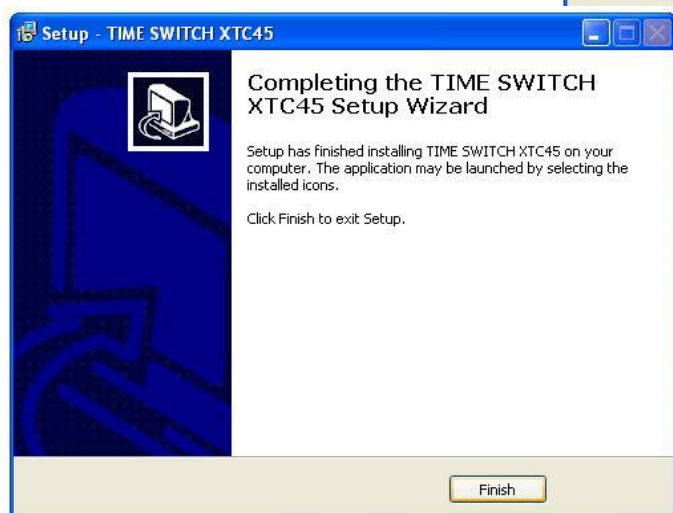 Setup - TIME SWITCH XTC45
Completing the TIME SWITCH
XTC45 Setup Wizard
Setup has finished installing TIME SWITCH XTC45 on your
computer. The application may be launched by selecting the
installed icons.
Click Finish to exit Setup.
Finish